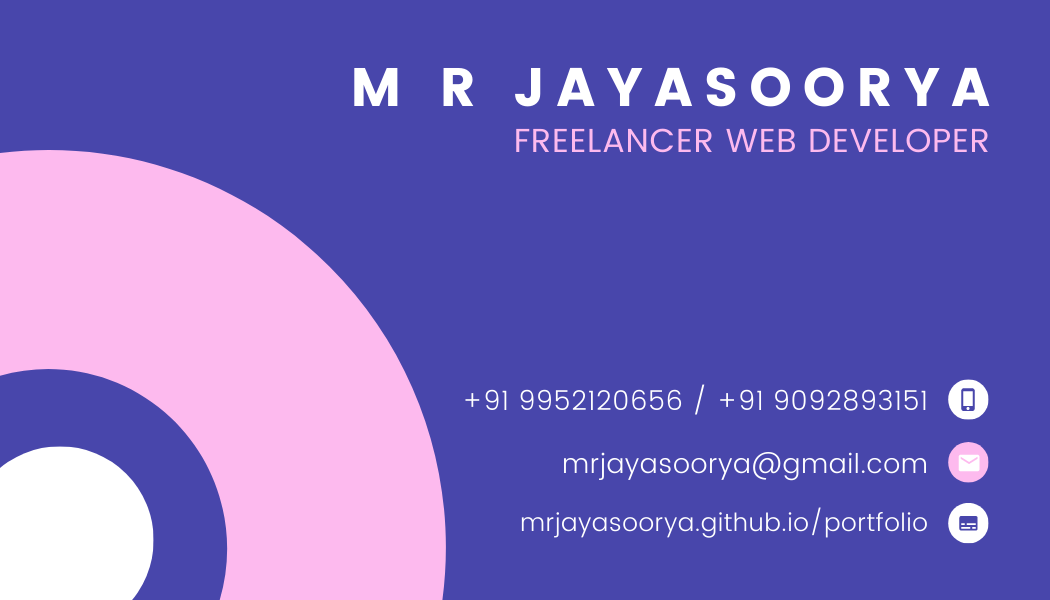 M R JAYASOORYA
FREELANCER WEB DEVELOPER
+91 9952120656 / +91 9092893151
mrjayasoorya@gmail.com
mrjayasoorya.github.io/portfolio